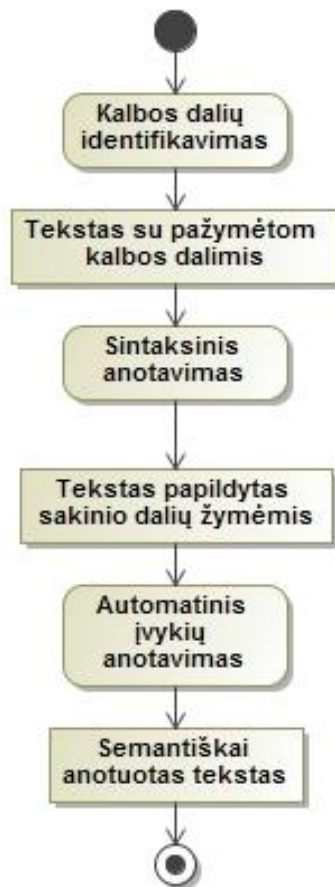 Kalbos dalių
identifikavimas
Tekstas su pažymėtom
kalbos dalimis
Sintaksinis
anotavimas
Tekstas papildytas
sakinio dalių žymėmis
Automatinis
įvykių
anotavimas
Semantiškai
anotuotas tekstas